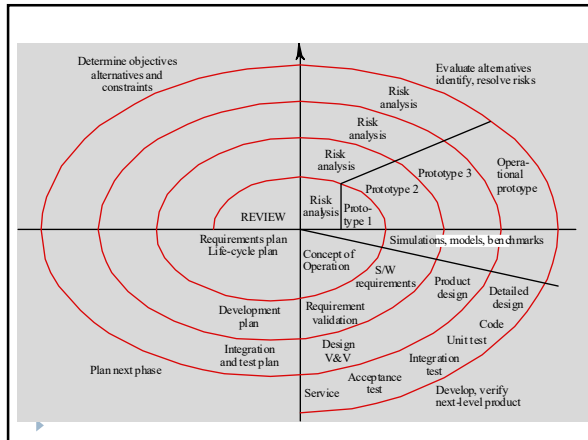 Determine objectives
alternatives and
constraints
Evaluate alternatives
identify, resolve risks
Risk
analysis
Risk
analysis
Risk
analysis
Risk
analysis
Proto-
type 1
Prototype 2
Prototype 3
Opera-
tional
protoype
REVIEW
Requirements plan
Life-cycle plan
Concept of
Operation
Simulations, models, benchmarks
S/W
requirements
Product
design
Detailed
design
Development
plan
Requirement
validation
Code
Unit test
Integration
and test plan
Design
V&V
Integration
test
Plan next phase
Acceptance
test
Service
Develop, verify
next-level product